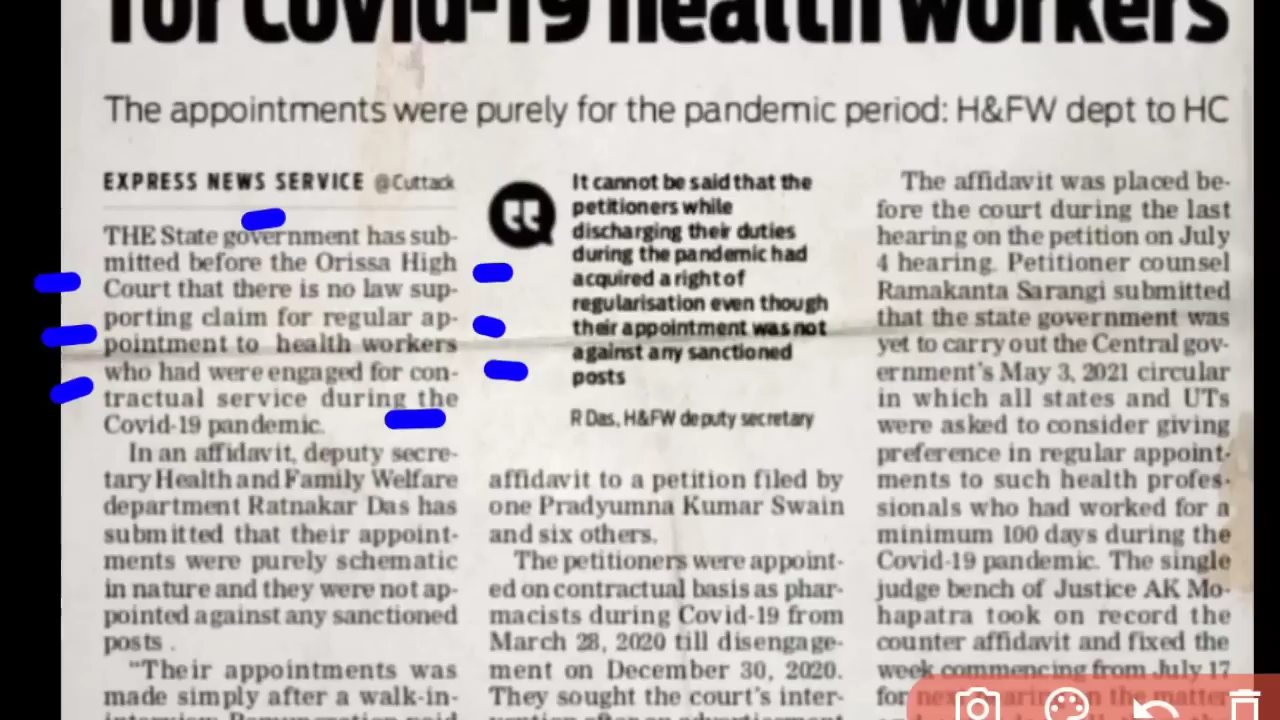 for Covid-19 health workers
The appointments were purely for the pandemic period: H&FW dept to HC
EXPRESS NEWS SERVICE @Cuttack
THE State government has sub-
mitted before the Orissa High
Court that there is no law sup-
porting claim for regular ap-
pointment to health workers
who had were engaged for con-
tractual service during the
Covid-19 pandemic.
In an affidavit, deputy secre-
tary Health and Family Welfare
department Ratnakar Das has
submitted that their appoint-
ments were purely schematic
in nature and they were not ap-
pointed against any sanctioned
posts .
"Their appointments was
made simply after a walk-in-
interview. Remuneration paid
It cannot be said that the
petitioners while
discharging their duties
during the pandemic had
acquired a right of
regularisation even though
their appointment was not
against any sanctioned
posts
R Das, H&FW deputy secretary
affidavit to a petition filed by
one Pradyumna Kumar Swain
and six others.
The petitioners were appoint-
ed on contractual basis as phar-
macists during Covid-19 from
March 28, 2020 till disengage-
ment on December 30, 2020.
They sought the court's inter-
vention after an advertisement
The affidavit was placed be-
fore the court during the last
hearing on the petition on July
4 hearing. Petitioner counsel
Ramakanta Sarangi submitted
that the state government was
yet to carry out the Central gov-
ernment's May 3, 2021 circular
in which all states and UTs
were asked to consider giving
preference in regular appoint-
ments to such health profes-
sionals who had worked for a
minimum 100 days during the
Covid-19 pandemic. The single
judge bench of Justice AK Mo-
hapatra took on record the
counter affidavit and fixed the
week commencing from July 17
for next hearing on the matter